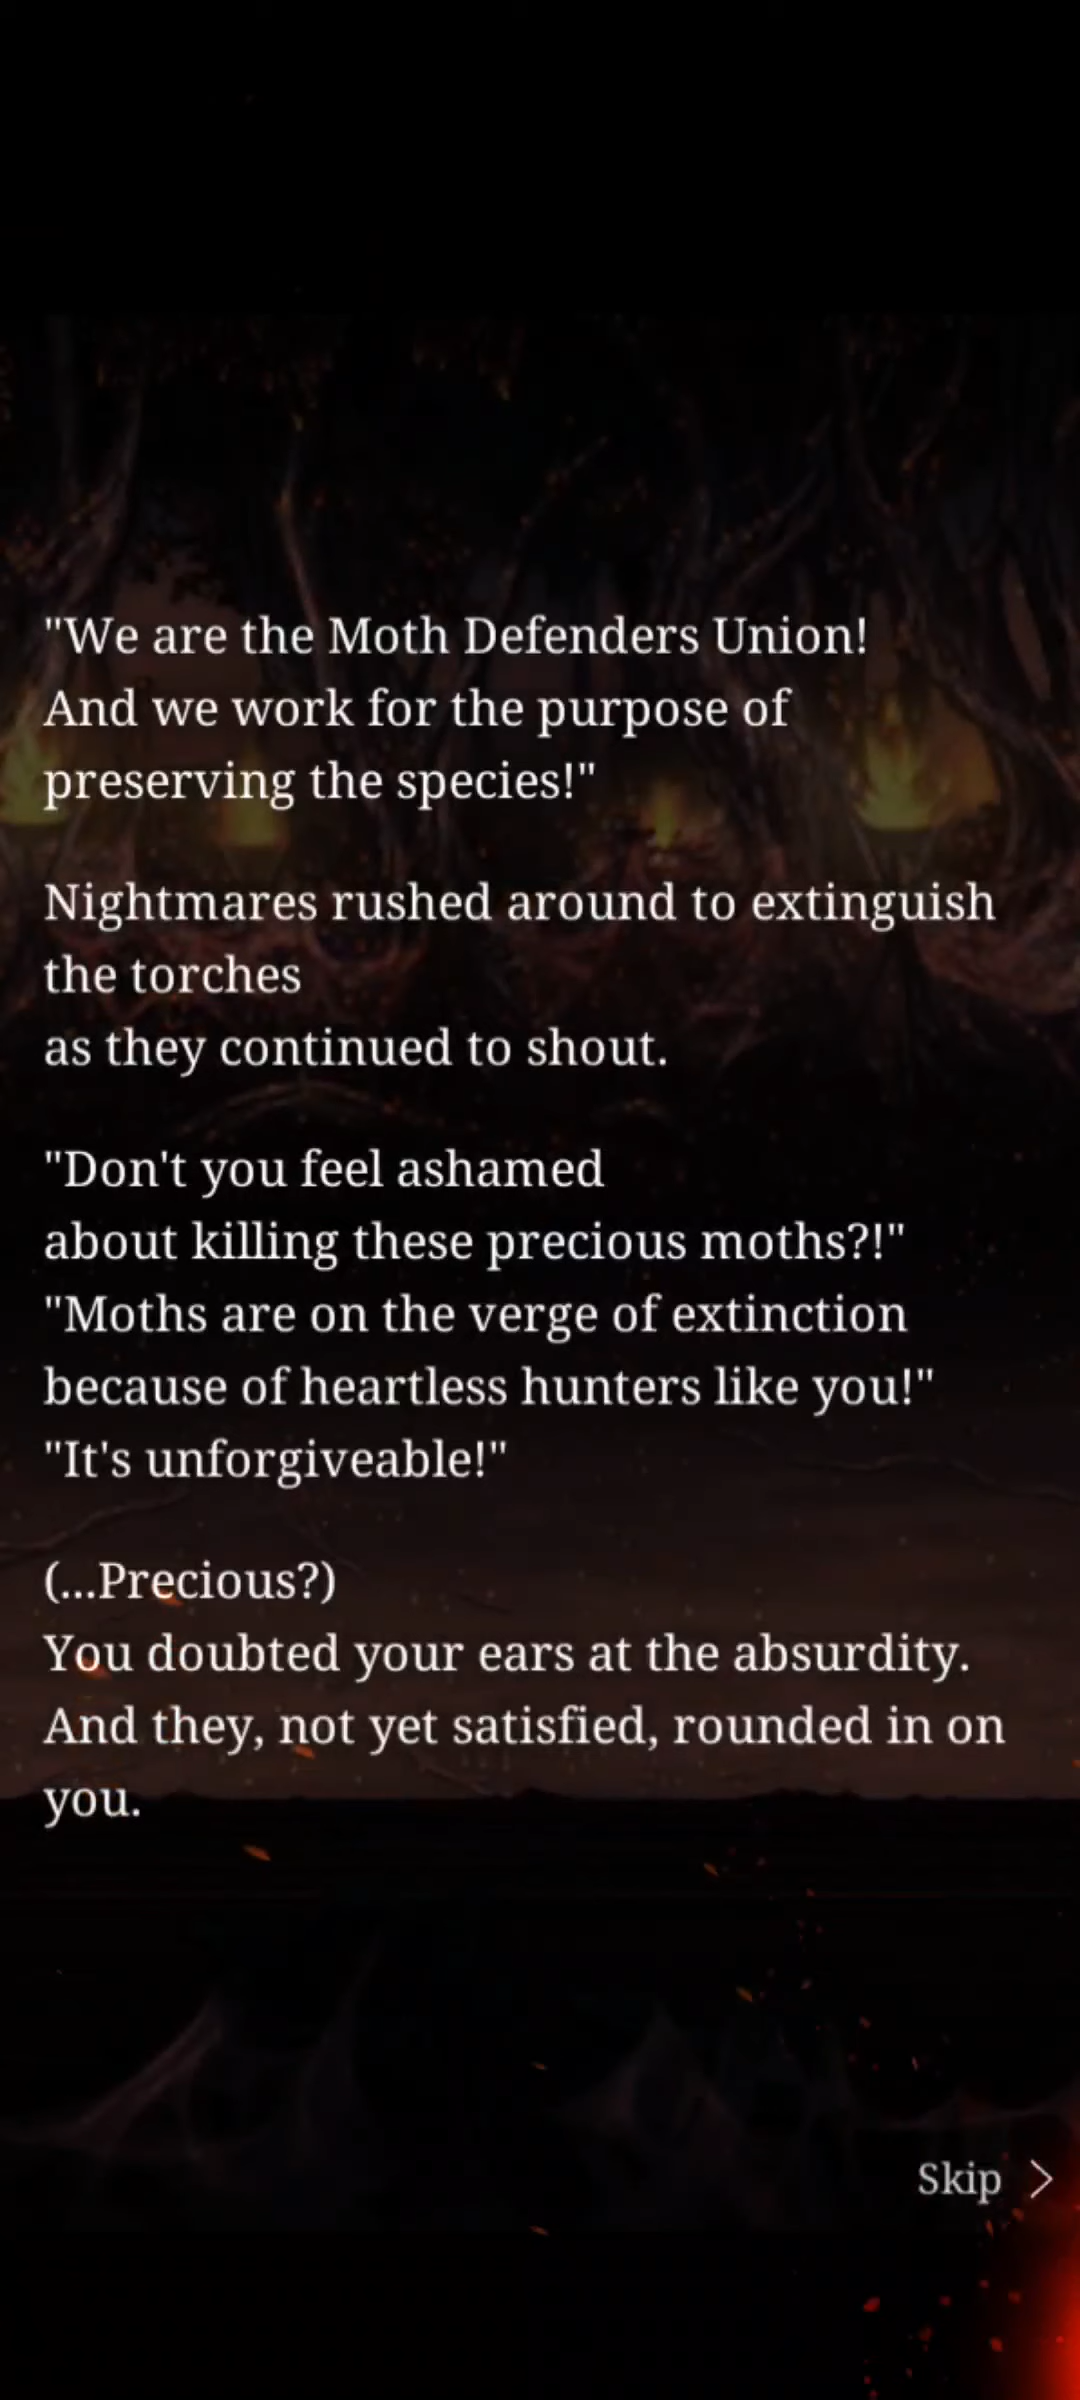 "We are the Moth Defenders Union!
And we work for the purpose of
preserving the species!"
Nightmares rushed around to extinguish
the torches
as they continued to shout.
"Don't you feel ashamed
about killing these precious moths?!"
"Moths are on the verge of extinction
because of heartless hunters like you!"
"It's unforgiveable!"
(...Precious?)
You doubted your ears at the absurdity.
And they, not yet satisfied, rounded in on
you.
Skip >